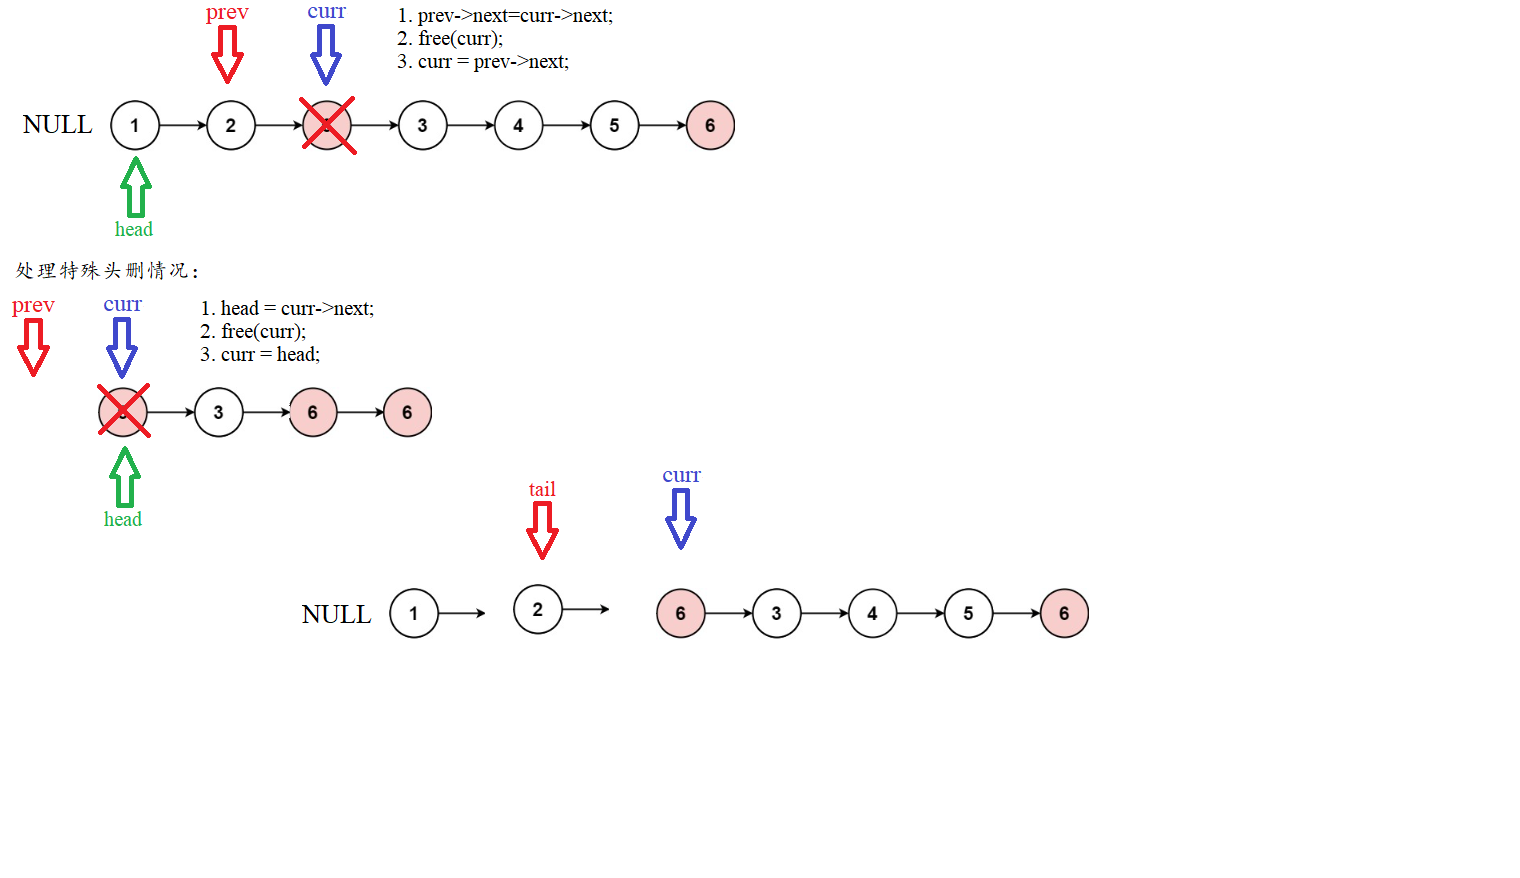 prev curr
1. prev->next=curr->next;
2. free(curr);
3. curr = prev->next;
NULL 1 2 3 4 5 6
head
处理特殊头删情况：
prev curr
1. head = curr->next;
2. free(curr);
3. curr = head;
3 6 6
head
tail curr
NULL 1 2 6 3 4 5 6